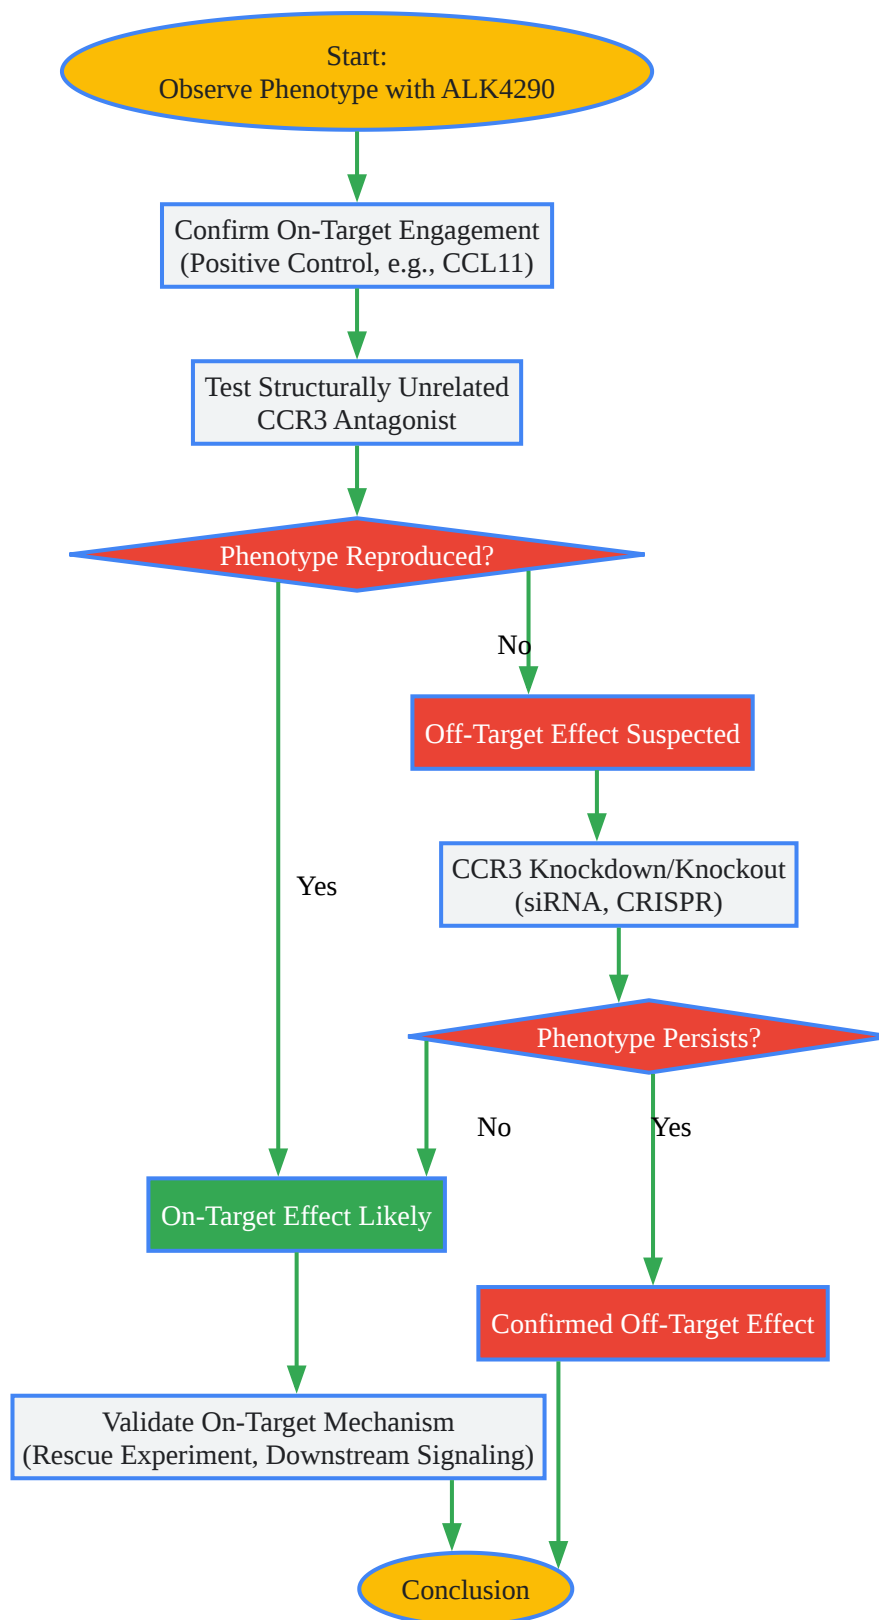 Start:
Observe Phenotype with ALK4290
Confirm On-Target Engagement
(Positive Control, e.g., CCL11)
Test Structurally Unrelated
CCR3 Antagonist
Phenotype Reproduced?
No
Off-Target Effect Suspected
CCR3 Knockdown/Knockout
(siRNA, CRISPR)
Yes
Phenotype Persists?
No
Yes
On-Target Effect Likely
Confirmed Off-Target Effect
Validate On-Target Mechanism
(Rescue Experiment, Downstream Signaling)
Conclusion